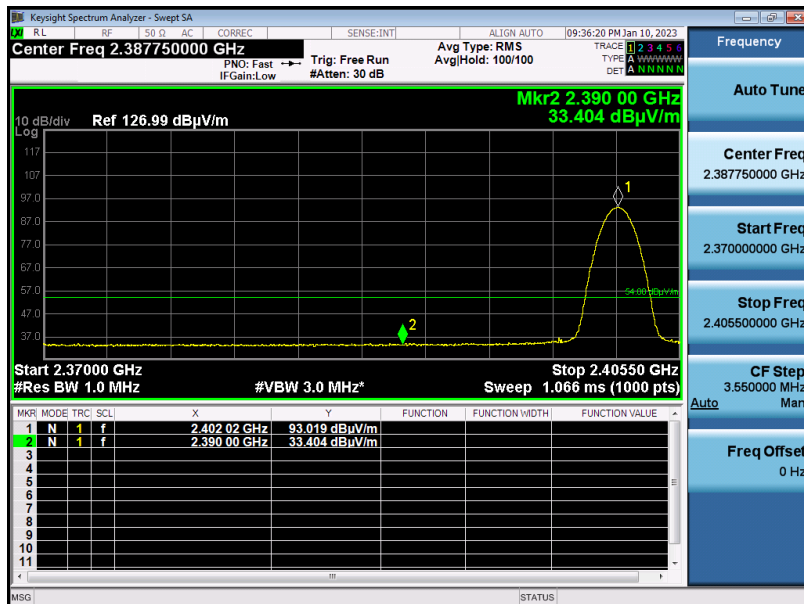 Keysight Spectrum Analyzer - Swept SA
LXI RL RF 50 Ω AC CORREC SENSE:INT ALIGN AUTO 09:36:20 PM Jan 10, 2023
Center Freq 2.387750000 GHz
PNO: Fast
IFGain:Low
Trig: Free Run
#Atten: 30 dB
Avg Type: RMS
Avg|Hold: 100/100
TRACE 1 2 3 4 5 6
TYPE A WWWWW
DET A NNNNN
Mkr2 2.390 00 GHz
33.404 dBμV/m
10 dB/div Ref 126.99 dBμV/m
Log
117
107
97.0
87.0
77.0
67.0
57.0
47.0
37.0
1
2
54.00 dBμV/m
Start 2.37000 GHz Stop 2.40550 GHz
#Res BW 1.0 MHz #VBW 3.0 MHz* Sweep 1.066 ms (1000 pts)
MKR MODE TRC SCL X Y FUNCTION FUNCTION WIDTH FUNCTION VALUE
1 N 1 f 2.402 02 GHz 93.019 dBμV/m
2 N 1 f 2.390 00 GHz 33.404 dBμV/m
3
4
5
6
7
8
9
10
11
MSG STATUS
Frequency
Auto Tune
Center Freq
2.387750000 GHz
Start Freq
2.370000000 GHz
Stop Freq
2.405500000 GHz
CF Step
3.550000 MHz
Auto Man
Freq Offset
0 Hz